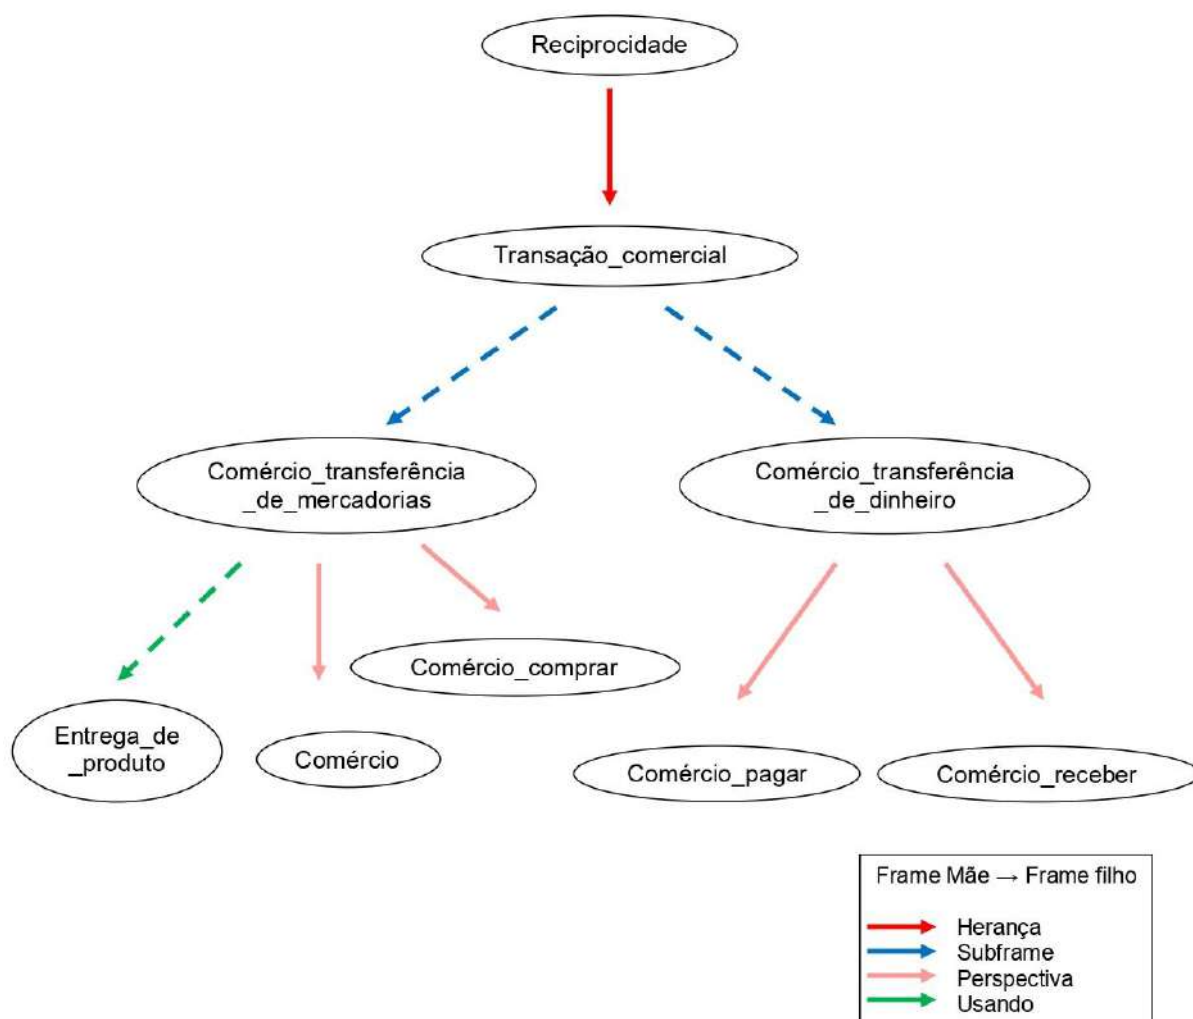 Reciprocidade
Transação_comercial
Comércio_transferência
_de_mercadorias
Comércio_transferência
_de_dinheiro
Comércio_comprar
Entrega_de
_produto
Comércio
Comércio_pagar
Comércio_receber
Frame Mãe → Frame filho
Herança
Subframe
Perspectiva
Usando